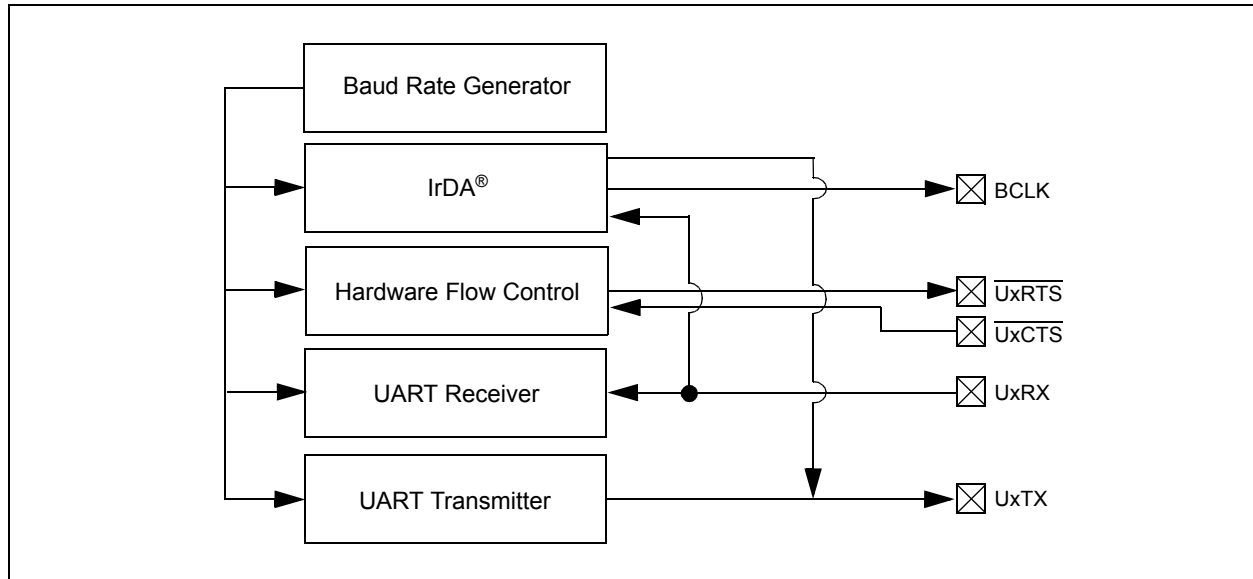 Baud Rate Generator
IrDA®
BCLK
Hardware Flow Control
UxRTS
UxCTS
UART Receiver
UxRX
UART Transmitter
UxTX